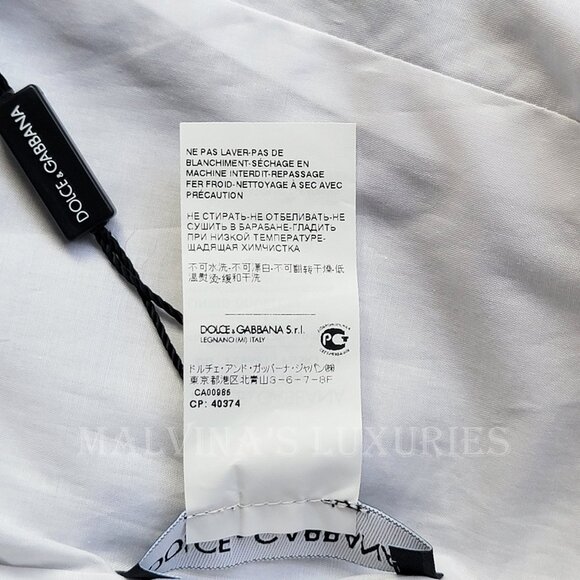 DOLCE & GABBANA
NE PAS LAVER-PAS DE
BLANCHIMENT-SÉCHAGE EN
MACHINE INTERDIT-REPASSAGE
FER FROID-NETTOYAGE A SEC AVEC
PRÉCAUTION
НЕ СТИРАТЬ-НЕ ОТБЕЛИВАТЬ-НЕ
СУШИТЬ В БАРАБАНЕ-ГЛАДИТЬ
ПРИ НИЗКОЙ ТЕМПЕРАТУРЕ-
ЩАДЯЩАЯ ХИМЧИСТКА
不可水洗-不可漂白-不可翻转干燥-低
温熨烫-缓和干洗
DOLCE & GABBANA S.r.l.
LEGNANO (MI) ITALY
РС
ドルチェ・アンド・ガッバーナ・ジャパン㈱
東京都港区北青山3-6-7-8F
CA00986
CP: 40374
MALVINA'S LUXURIES
DOLCE & GABBANA